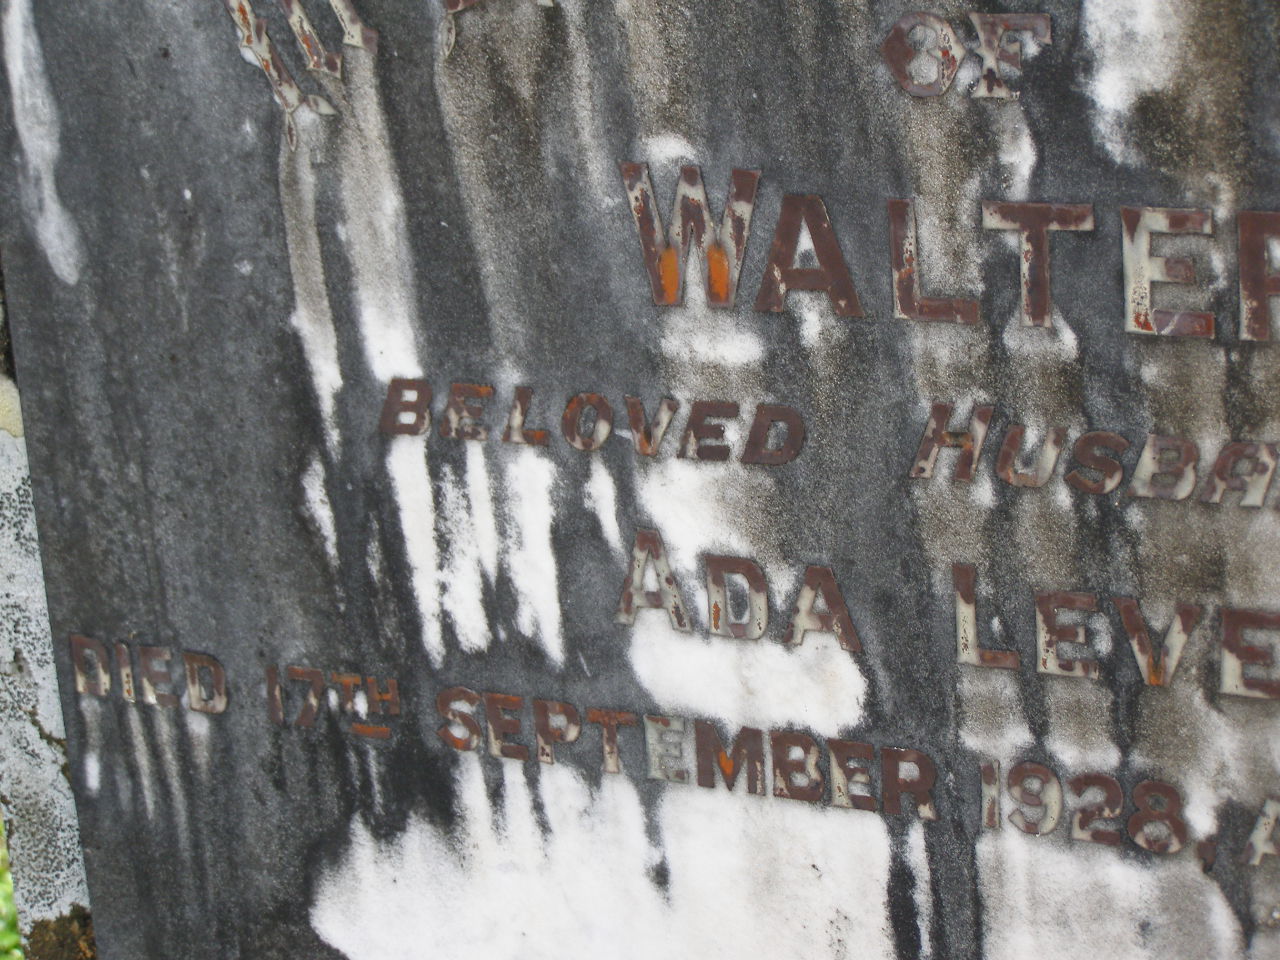 OF
WALTER
BELOVED HUSBA
ADA LEVE
DIED 17TH SEPTEMBER 1928, A